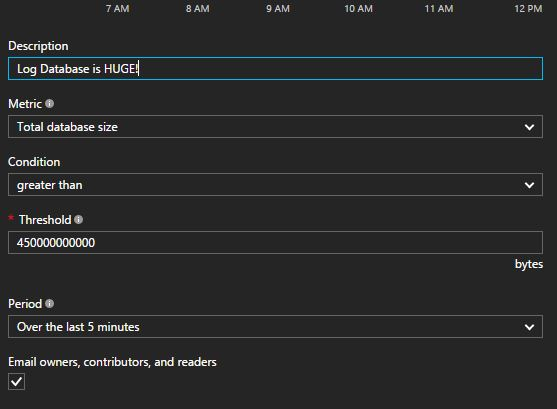 7 AM 8 AM 9 AM 10 AM 11 AM 12 PM
Description
Log Database is HUGE!
Metric
Total database size
Condition
greater than
* Threshold
450000000000
bytes
Period
Over the last 5 minutes
Email owners, contributors, and readers